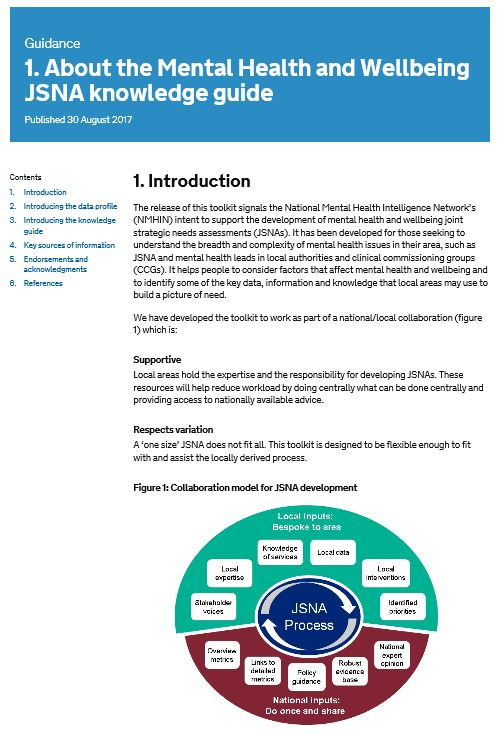 Guidance
1. About the Mental Health and Wellbeing
JSNA knowledge guide
Published 30 August 2017
Contents
1. Introduction
2. Introducing the data profile
3. Introducing the knowledge
guide
4. Key sources of information
5. Endorsements and
acknowledgments
6. References
1. Introduction
The release of this toolkit signals the National Mental Health Intelligence Network's
(NMHIN) intent to support the development of mental health and wellbeing joint
strategic needs assessments (JSNAs). It has been developed for those seeking to
understand the breadth and complexity of mental health issues in their area, such as
JSNA and mental health leads in local authorities and clinical commissioning groups
(CCGs). It helps people to consider factors that affect mental health and wellbeing and
to identify some of the key data, information and knowledge that local areas may use to
build a picture of need.
We have developed the toolkit to work as part of a national/local collaboration (figure
1) which is:
Supportive
Local areas hold the expertise and the responsibility for developing JSNAs. These
resources will help reduce workload by doing centrally what can be done centrally and
providing access to nationally available advice.
Respects variation
A 'one size' JSNA does not fit all. This toolkit is designed to be flexible enough to fit
with and assist the locally derived process.
Figure 1: Collaboration model for JSNA development
Local inputs:
Bespoke to area
Knowledge
of services
Local data
Local
expertise
Local
interventions
Stakeholder
voices
Identified
priorities
JSNA
Process
Overview
metrics
Links to
detailed
metrics
Policy
guidance
Robust
evidence
base
National
expert
opinion
National inputs:
Do once and share